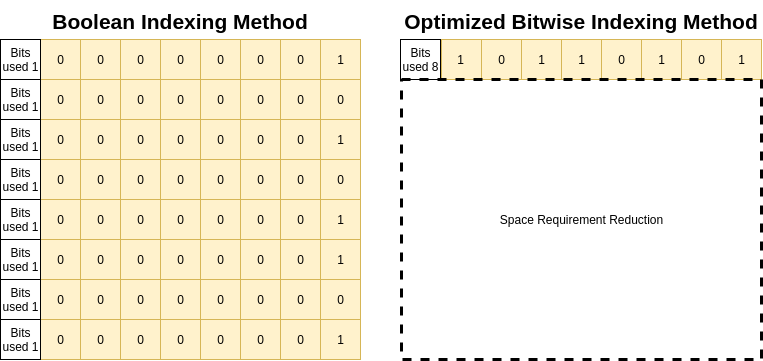 Boolean Indexing Method
Bits
used 1
0 0 0 0 0 0 0 1
Bits
used 1
0 0 0 0 0 0 0 0
Bits
used 1
0 0 0 0 0 0 0 1
Bits
used 1
0 0 0 0 0 0 0 0
Bits
used 1
0 0 0 0 0 0 0 1
Bits
used 1
0 0 0 0 0 0 0 1
Bits
used 1
0 0 0 0 0 0 0 0
Bits
used 1
0 0 0 0 0 0 0 1
Optimized Bitwise Indexing Method
Bits
used 8
1 0 1 1 0 1 0 1
Space Requirement Reduction